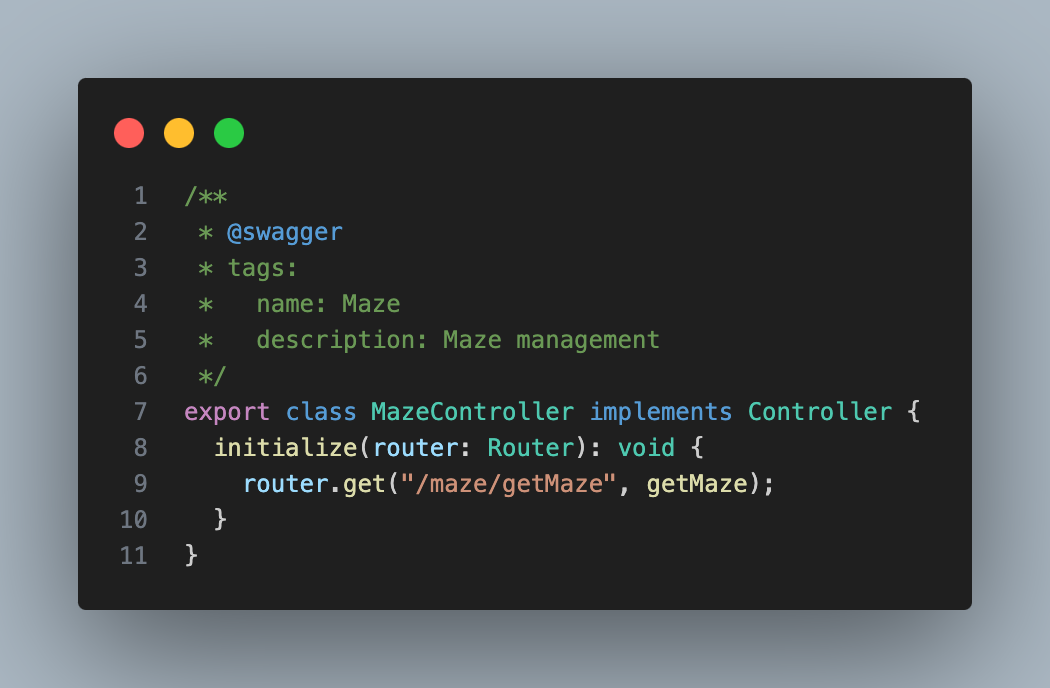 1 /**
2  * @swagger
3  * tags:
4  *   name: Maze
5  *   description: Maze management
6  */
7 export class MazeController implements Controller {
8   initialize(router: Router): void {
9     router.get("/maze/getMaze", getMaze);
10   }
11 }